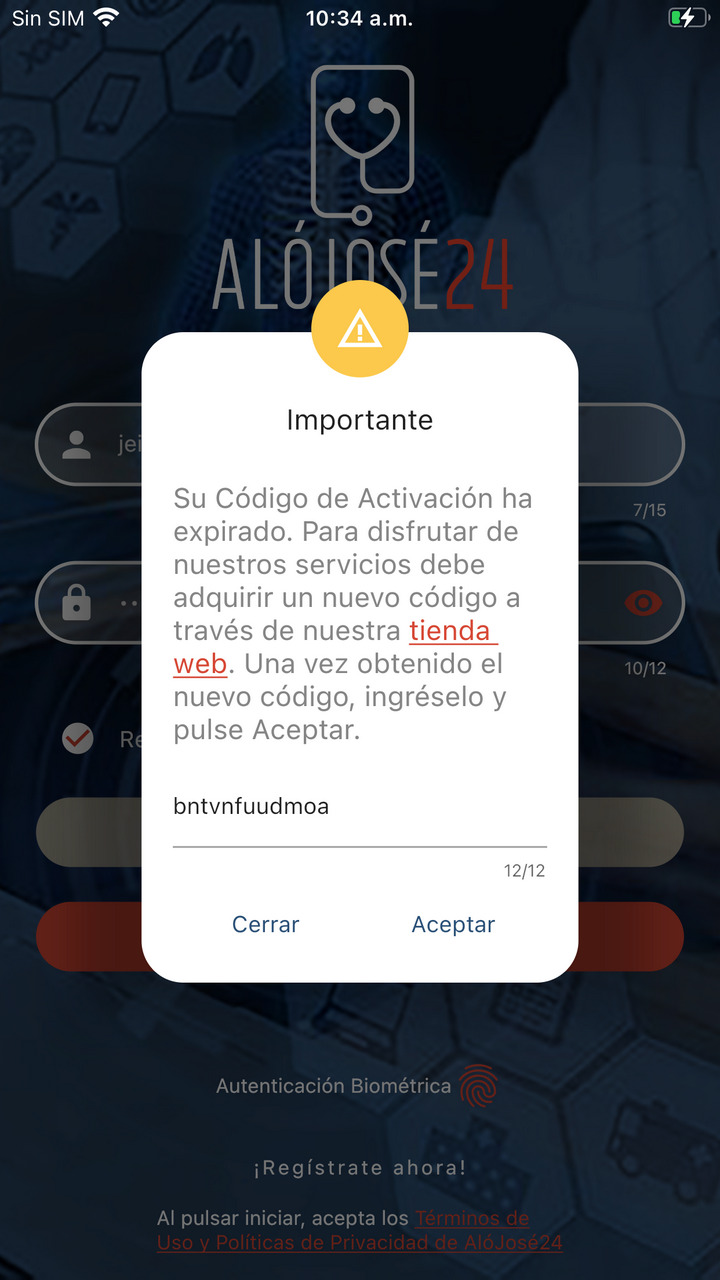 Sin SIM 10:34 a.m.
ALÓJOSÉ24
Importante
Su Código de Activación ha
expirado. Para disfrutar de
nuestros servicios debe
adquirir un nuevo código a
través de nuestra tienda
web. Una vez obtenido el
nuevo código, ingréselo y
pulse Aceptar.
7/15
10/12
bntvnfuudmoa
12/12
Cerrar Aceptar
Autenticación Biométrica
¡Regístrate ahora!
Al pulsar iniciar, acepta los Términos de
Uso y Políticas de Privacidad de AlóJosé24